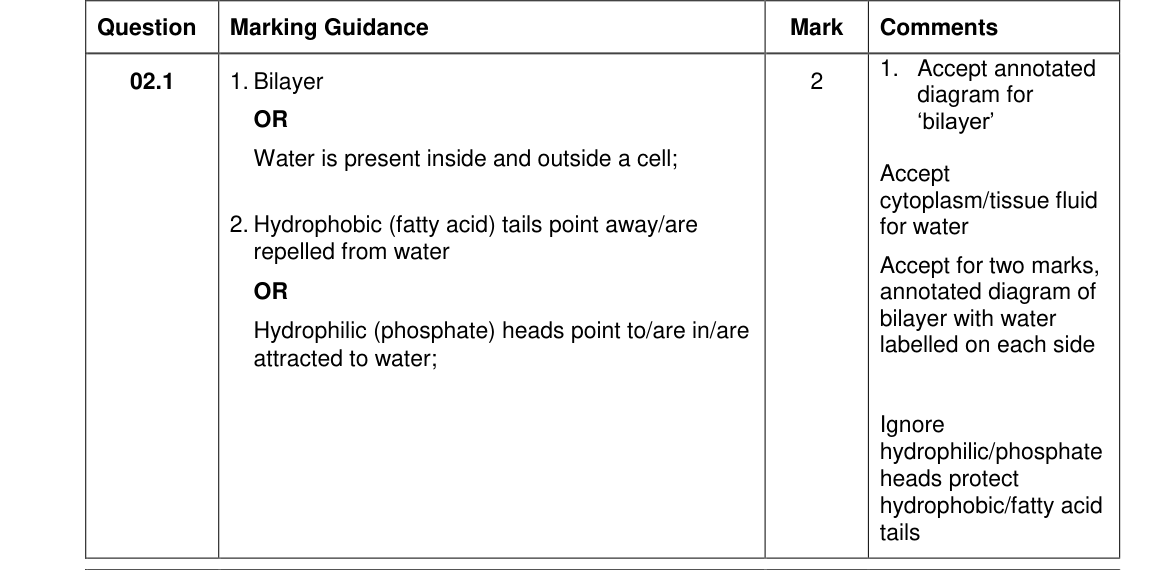 Question Marking Guidance Mark Comments
02.1
1. Bilayer
OR
Water is present inside and outside a cell;
2. Hydrophobic (fatty acid) tails point away/are
repelled from water
OR
Hydrophilic (phosphate) heads point to/are in/are
attracted to water;
2
1. Accept annotated
diagram for
‘bilayer’
Accept
cytoplasm/tissue fluid
for water
Accept for two marks,
annotated diagram of
bilayer with water
labelled on each side
Ignore
hydrophilic/phosphate
heads protect
hydrophobic/fatty acid
tails